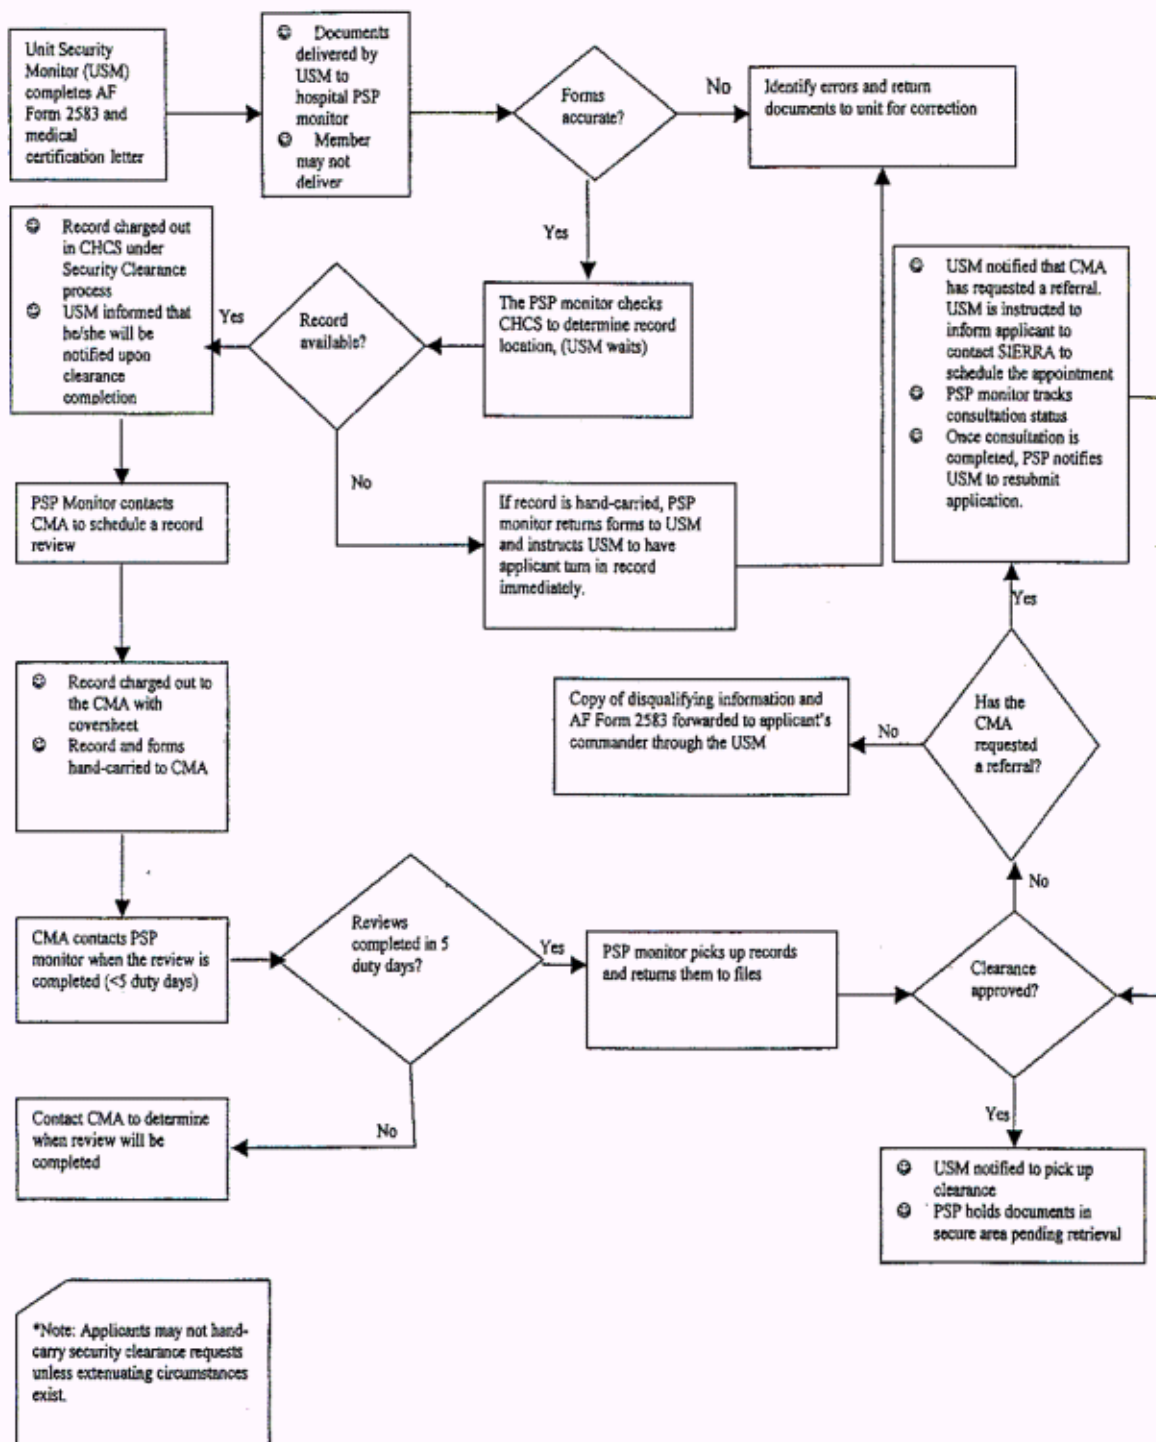 Unit Security
Monitor (USM)
completes AF
Form 2583 and
medical
certification letter
☺ Documents
delivered by
USM to
hospital PSP
monitor
☺ Member
may not
deliver
Forms
accurate?
No
Identify errors and return
documents to unit for correction
Yes
☺ Record charged out
in CHCS under
Security Clearance
process
☺ USM informed that
he/she will be
notified upon
clearance
completion
Yes
Record
available?
The PSP monitor checks
CHCS to determine record
location, (USM waits)
☺ USM notified that CMA
has requested a referral.
USM is instructed to
inform applicant to
contact SIERRA to
schedule the appointment
☺ PSP monitor tracks
consultation status
☺ Once consultation is
completed, PSP notifies
USM to resubmit
application.
No
PSP Monitor contacts
CMA to schedule a record
review
If record is hand-carried, PSP
monitor returns forms to USM
and instructs USM to have
applicant turn in record
immediately.
Yes
☺ Record charged out to
the CMA with
coversheet
☺ Record and forms
hand-carried to CMA
Copy of disqualifying information and
AF Form 2583 forwarded to applicant's
commander through the USM
No
Has the
CMA
requested
a referral?
No
CMA contacts PSP
monitor when the review is
completed (<5 duty days)
Reviews
completed in 5
duty days?
Yes
PSP monitor picks up records
and returns them to files
Clearance
approved?
Contact CMA to determine
when review will be
completed
No
Yes
☺ USM notified to pick up
clearance
☺ PSP holds documents in
secure area pending retrieval
*Note: Applicants may not hand-
carry security clearance requests
unless extenuating circumstances
exist.